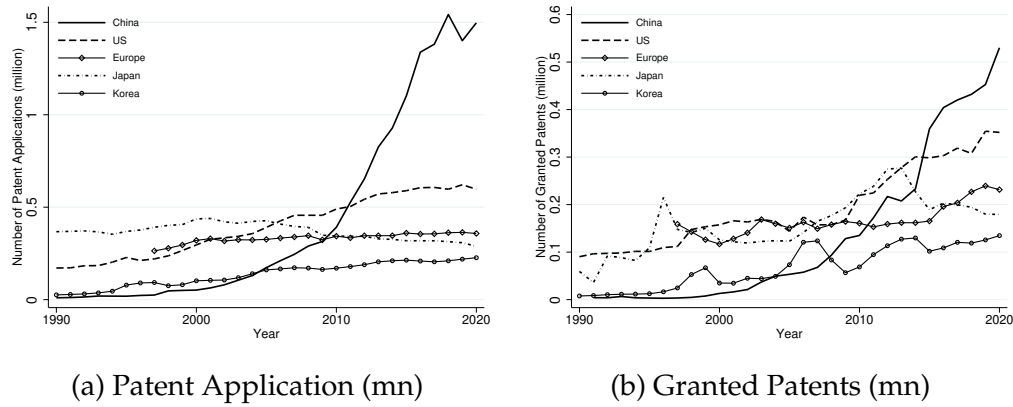 China
US
Europe
Japan
Korea
Number of Patent Applications (million)
0
0.5
1
1.5
1990
2000
2010
2020
Year
(a) Patent Application (mn)
China
US
Europe
Japan
Korea
Number of Granted Patents (million)
0
0.1
0.2
0.3
0.4
0.5
0.6
1990
2000
2010
2020
Year
(b) Granted Patents (mn)